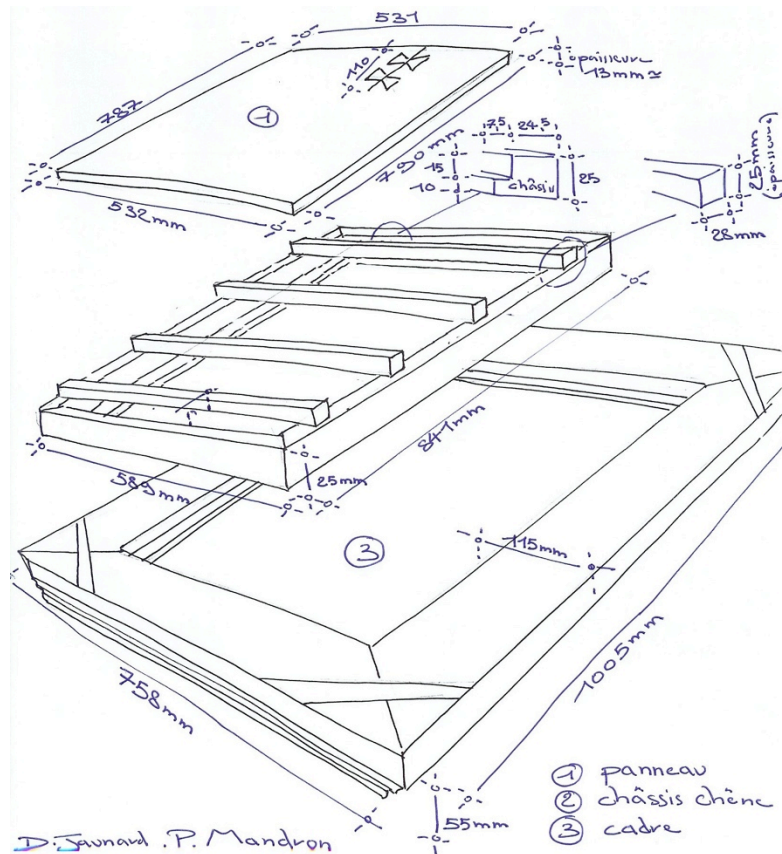 531
épaisseur
13mm ≈
110
787
①
7,5 24,5
790mm
15
10
châssis
25
25mm
(épaisseur)
28mm
532mm
841mm
589mm
25mm
115mm
③
758mm
1005mm
55mm
① panneau
② châssis chêne
③ cadre
D. Jaunard . P. Mandron